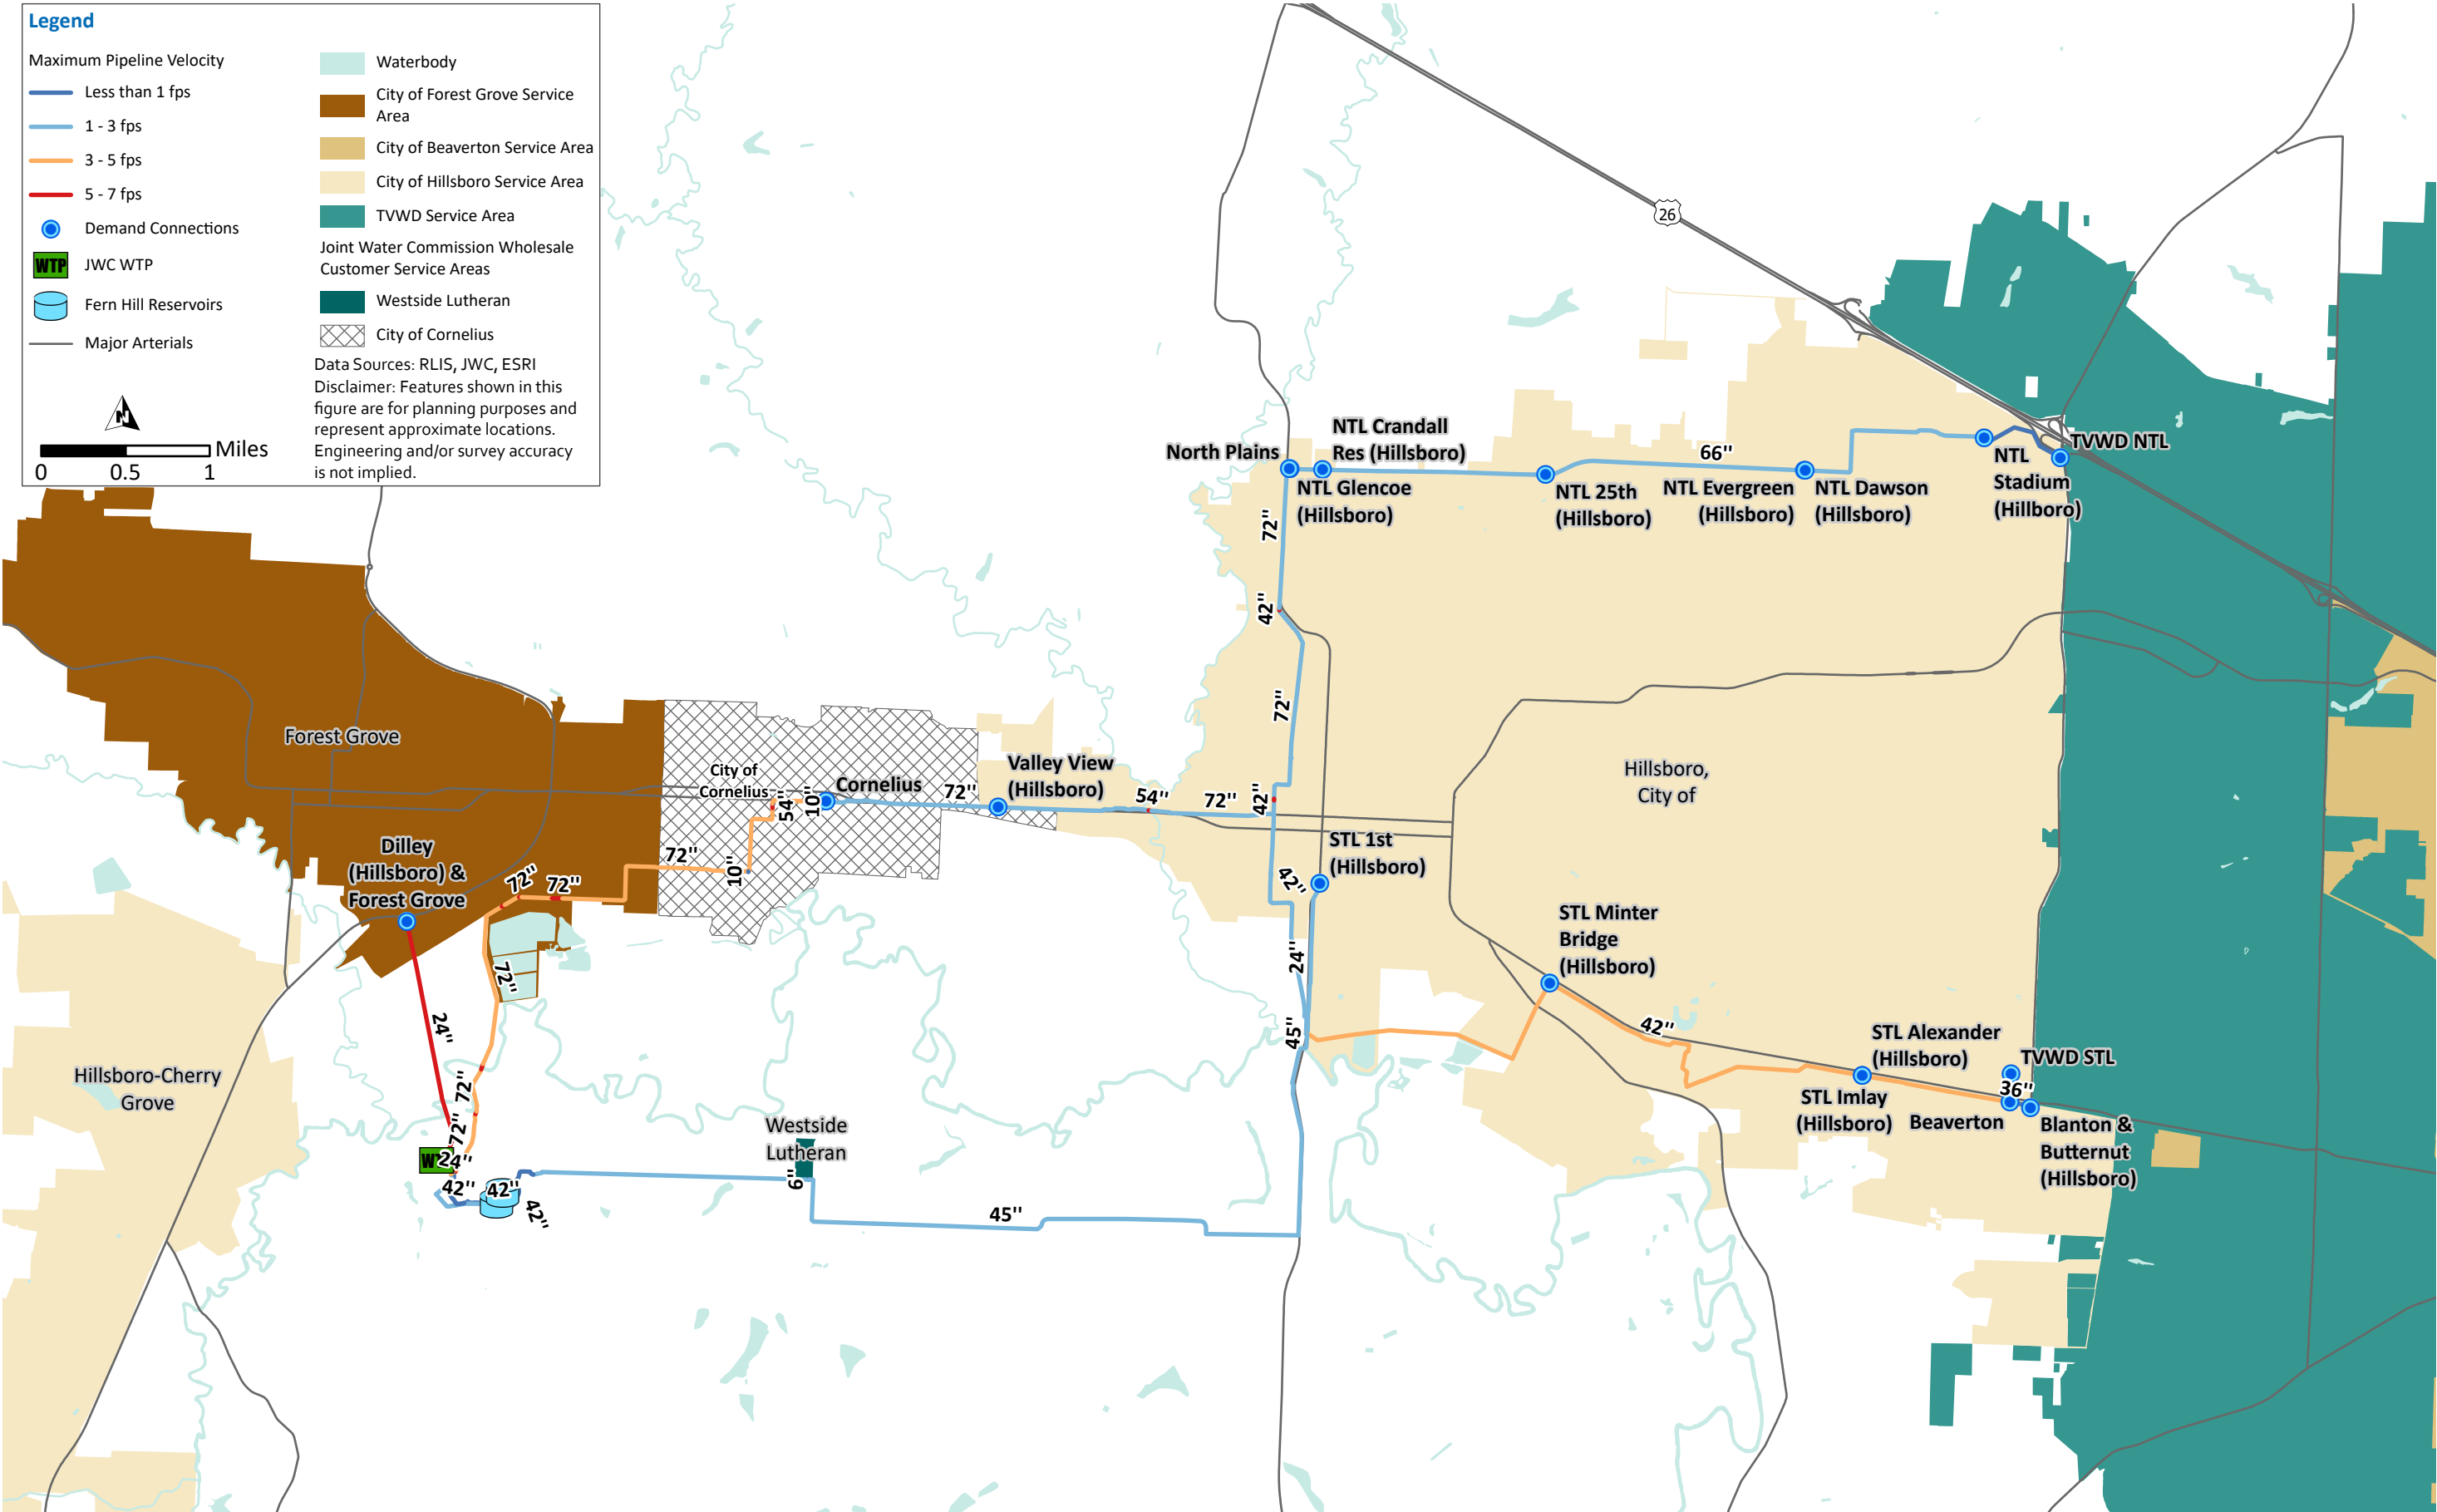 Legend
Maximum Pipeline Velocity
Less than 1 fps
1 - 3 fps
3 - 5 fps
5 - 7 fps
Demand Connections
WTP
JWC WTP
Fern Hill Reservoirs
Major Arterials
Waterbody
City of Forest Grove Service
Area
City of Beaverton Service Area
City of Hillsboro Service Area
TVWD Service Area
Joint Water Commission Wholesale
Customer Service Areas
Westside Lutheran
City of Cornelius
Data Sources: RLIS, JWC, ESRI
Disclaimer: Features shown in this
figure are for planning purposes and
represent approximate locations.
Engineering and/or survey accuracy
is not implied.
N
Miles
0 0.5 1
26
North Plains
NTL Crandall
Res (Hillsboro)
NTL Glencoe
(Hillsboro)
NTL 25th
(Hillsboro)
66"
NTL Evergreen
(Hillsboro)
NTL Dawson
(Hillsboro)
NTL
Stadium
(Hillboro)
TVWD NTL
72"
42"
72"
Forest Grove
City of
Cornelius
54"
10"
Cornelius
72"
Valley View
(Hillsboro)
54"
72"
42"
Hillsboro,
City of
STL 1st
(Hillsboro)
42"
Dilley
(Hillsboro) &
Forest Grove
72"
72"
72"
10"
72"
24"
24"
45"
STL Minter
Bridge
(Hillsboro)
42"
STL Alexander
(Hillsboro)
TVWD STL
36"
STL Imlay
(Hillsboro)
Beaverton
Blanton &
Butternut
(Hillsboro)
Hillsboro-Cherry
Grove
72"
72"
WT
24"
42"
42"
42"
Westside
Lutheran
6"
45"